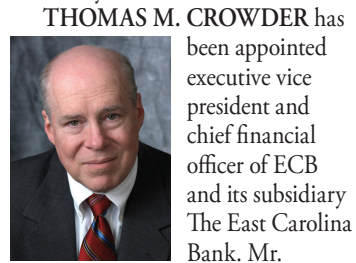 THOMAS M. CROWDER has
been appointed
executive vice
president and
chief financial
officer of ECB
and its subsidiary
The East Carolina
Bank. Mr.